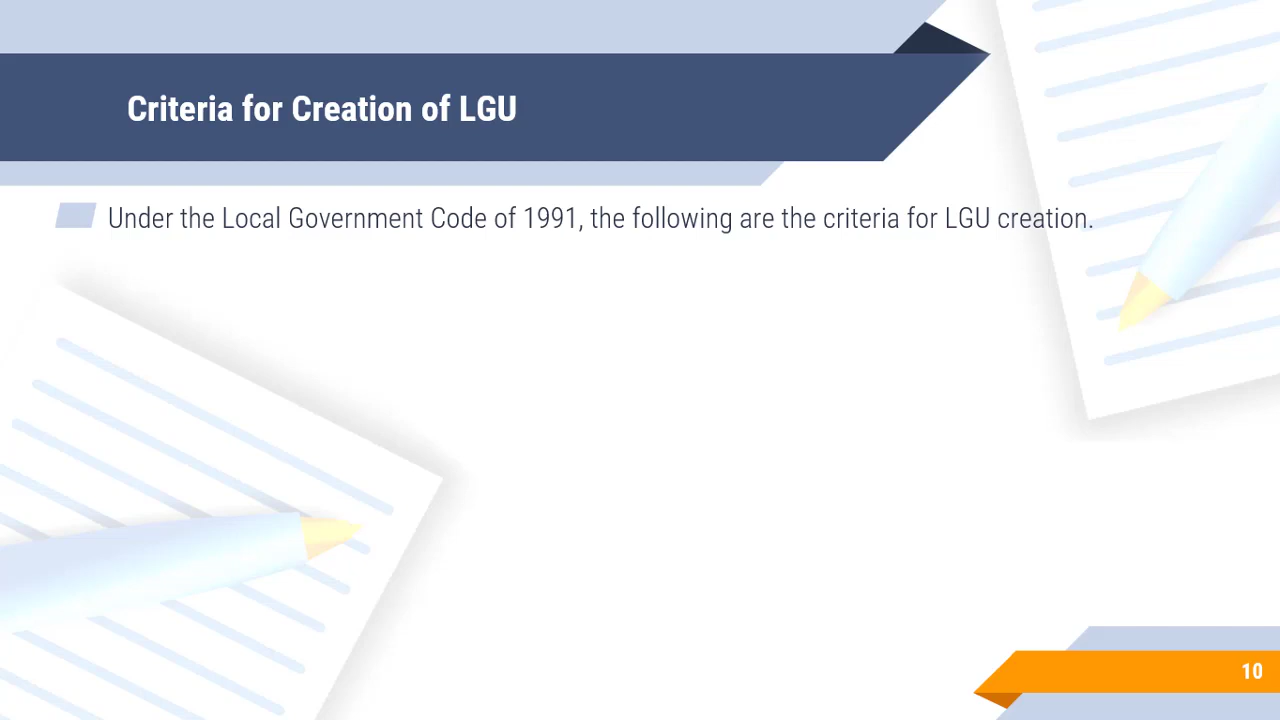 Criteria for Creation of LGU
Under the Local Government Code of 1991, the following are the criteria for LGU creation.
10